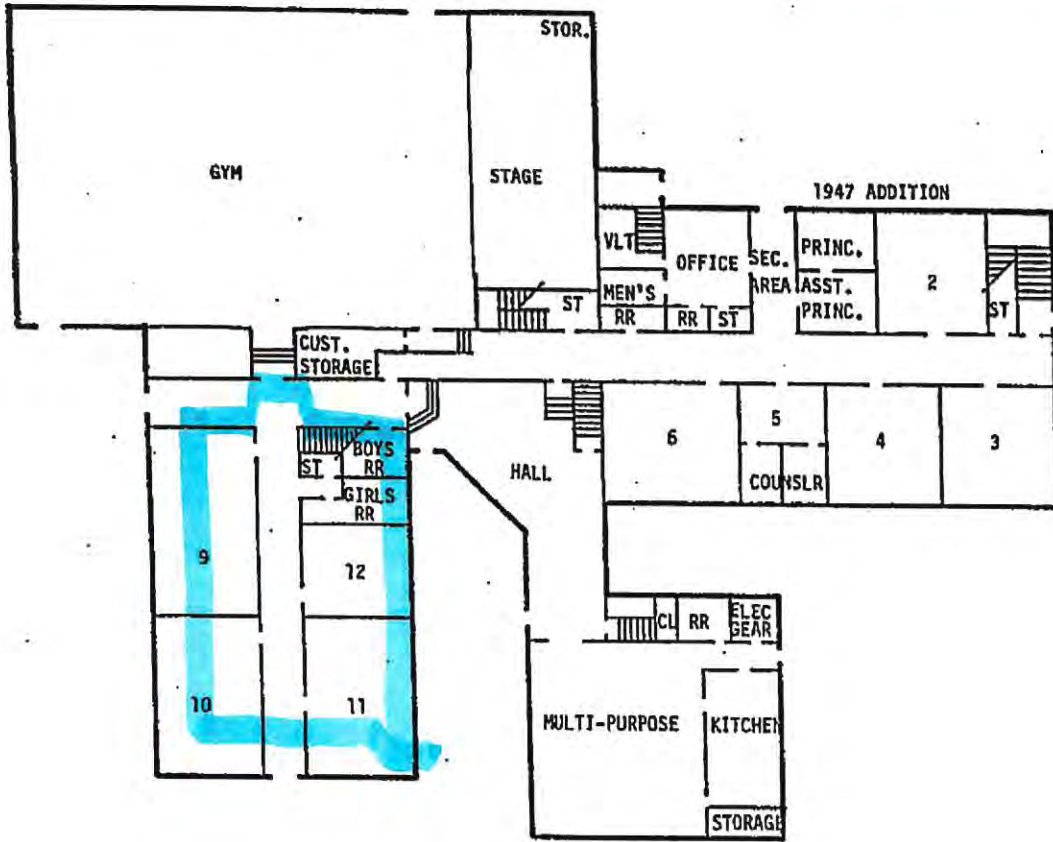 STOR.
GYM
STAGE
1947 ADDITION
VLT
OFFICE
SEC.
AREA
PRINC.
ASST.
PRINC.
2
ST
MEN'S
RR
RR
ST
ST
CUST.
STORAGE
6
5
4
3
COUNSLR
HALL
BOYS
RR
ST
GIRLS
RR
9
12
10
11
CL
RR
ELEC
GEAR
MULTI-PURPOSE
KITCHEN
STORAGE